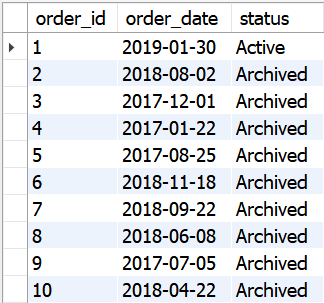 order_id order_date status
1 2019-01-30 Active
2 2018-08-02 Archived
3 2017-12-01 Archived
4 2017-01-22 Archived
5 2017-08-25 Archived
6 2018-11-18 Archived
7 2018-09-22 Archived
8 2018-06-08 Archived
9 2017-07-05 Archived
10 2018-04-22 Archived